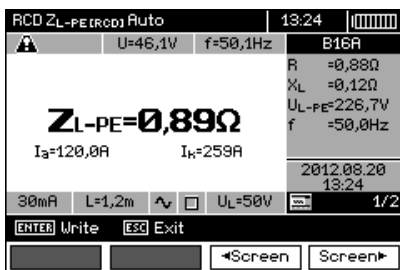 RCD ZL-PE[RCD] Auto 13:24
U=46,1V f=50,1Hz B16A
R =0,88Ω
XL =0,12Ω
UL-PE=226,7V
f =50,0Hz
ZL-PE=0,89Ω
Ia=120,0A Ik=259A
2012.08.20
13:24
30mA L=1,2m UL=50V 1/2
ENTER Write ESC Exit
◄Screen Screen►